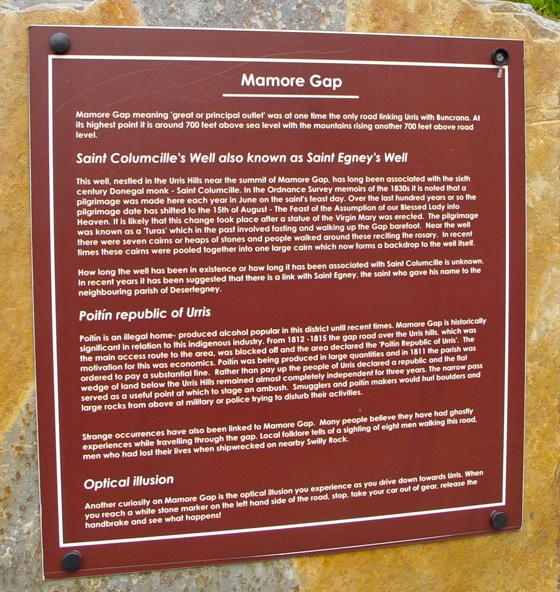 Mamore Gap
Mamore Gap meaning 'great or principal outlet' was at one time the only road linking Urris with Buncrana. At
its highest point it is around 700 feet above sea level with the mountains rising another 700 feet above road
level.
Saint Columcille's Well also known as Saint Egney's Well
This well, nestled in the Urris Hills near the summit of Mamore Gap, has long been associated with the sixth
century Donegal monk - Saint Columcille. In the Ordnance Survey memoirs of the 1830s it is noted that a
pilgrimage was made here each year in June on the saint's feast day. Over the last hundred years or so the
pilgrimage date has shifted to the 15th of August - The Feast of the Assumption of our Blessed Lady into
Heaven. It is likely that this change took place after a statue of the Virgin Mary was erected. The pilgrimage
was known as a 'Turas' which in the past involved fasting and walking up the Gap barefoot. Near the well
there were seven cairns or heaps of stones and people walked around these reciting the rosary. In recent
times these cairns were pooled together into one large cairn which now forms a backdrop to the well itself.
How long the well has been in existence or how long it has been associated with Saint Columcille is unknown.
In recent years it has been suggested that there is a link with Saint Egney, the saint who gave his name to the
neighbouring parish of Desertegney.
Poitín republic of Urris
Poitín is an illegal home- produced alcohol popular in this district until recent times. Mamore Gap is historically
significant in relation to this indigenous industry. From 1812 -1815 the gap road over the Urris hills, which was
the main access route to the area, was blocked off and the area declared the 'Poitín Republic of Urris'. The
motivation for this was economics. Poitín was being produced in large quantities and in 1811 the parish was
ordered to pay a substantial fine. Rather than pay up the people of Urris declared a republic and the flat
wedge of land below the Urris Hills remained almost completely independent for three years. The narrow pass
served as a useful point at which to stage an ambush. Smugglers and poitín makers would hurl boulders and
large rocks from above at military or police trying to disturb their activities.
Strange occurrences have also been linked to Mamore Gap. Many people believe they have had ghostly
experiences while travelling through the gap. Local folklore tells of a sighting of eight men walking this road,
men who had lost their lives when shipwrecked on nearby Swilly Rock.
Optical illusion
Another curiosity on Mamore Gap is the optical illusion you experience as you drive down towards Urris. When
you reach a white stone marker on the left hand side of the road, stop, take your car out of gear, release the
handbrake and see what happens!